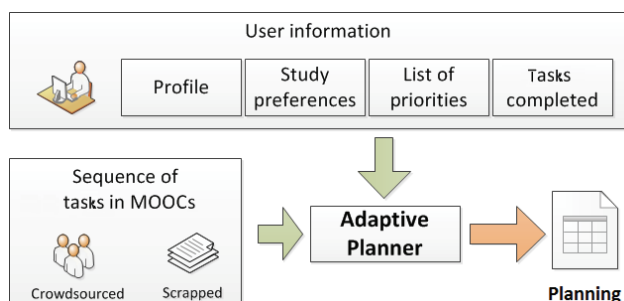 User information
Profile
Study
preferences
List of
priorities
Tasks
completed
Sequence of
tasks in MOOCs
Crowdsourced
Scrapped
Adaptive
Planner
Planning